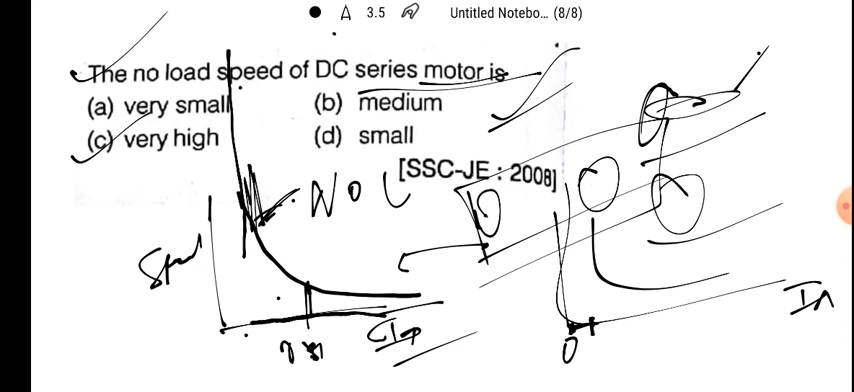 A 3.5 Untitled Notebo... (8/8)
The no load speed of DC series motor is
(a) very small (b) medium
(c) very high (d) small
[SSC-JE : 2008]
NOL
Speed
IA
0